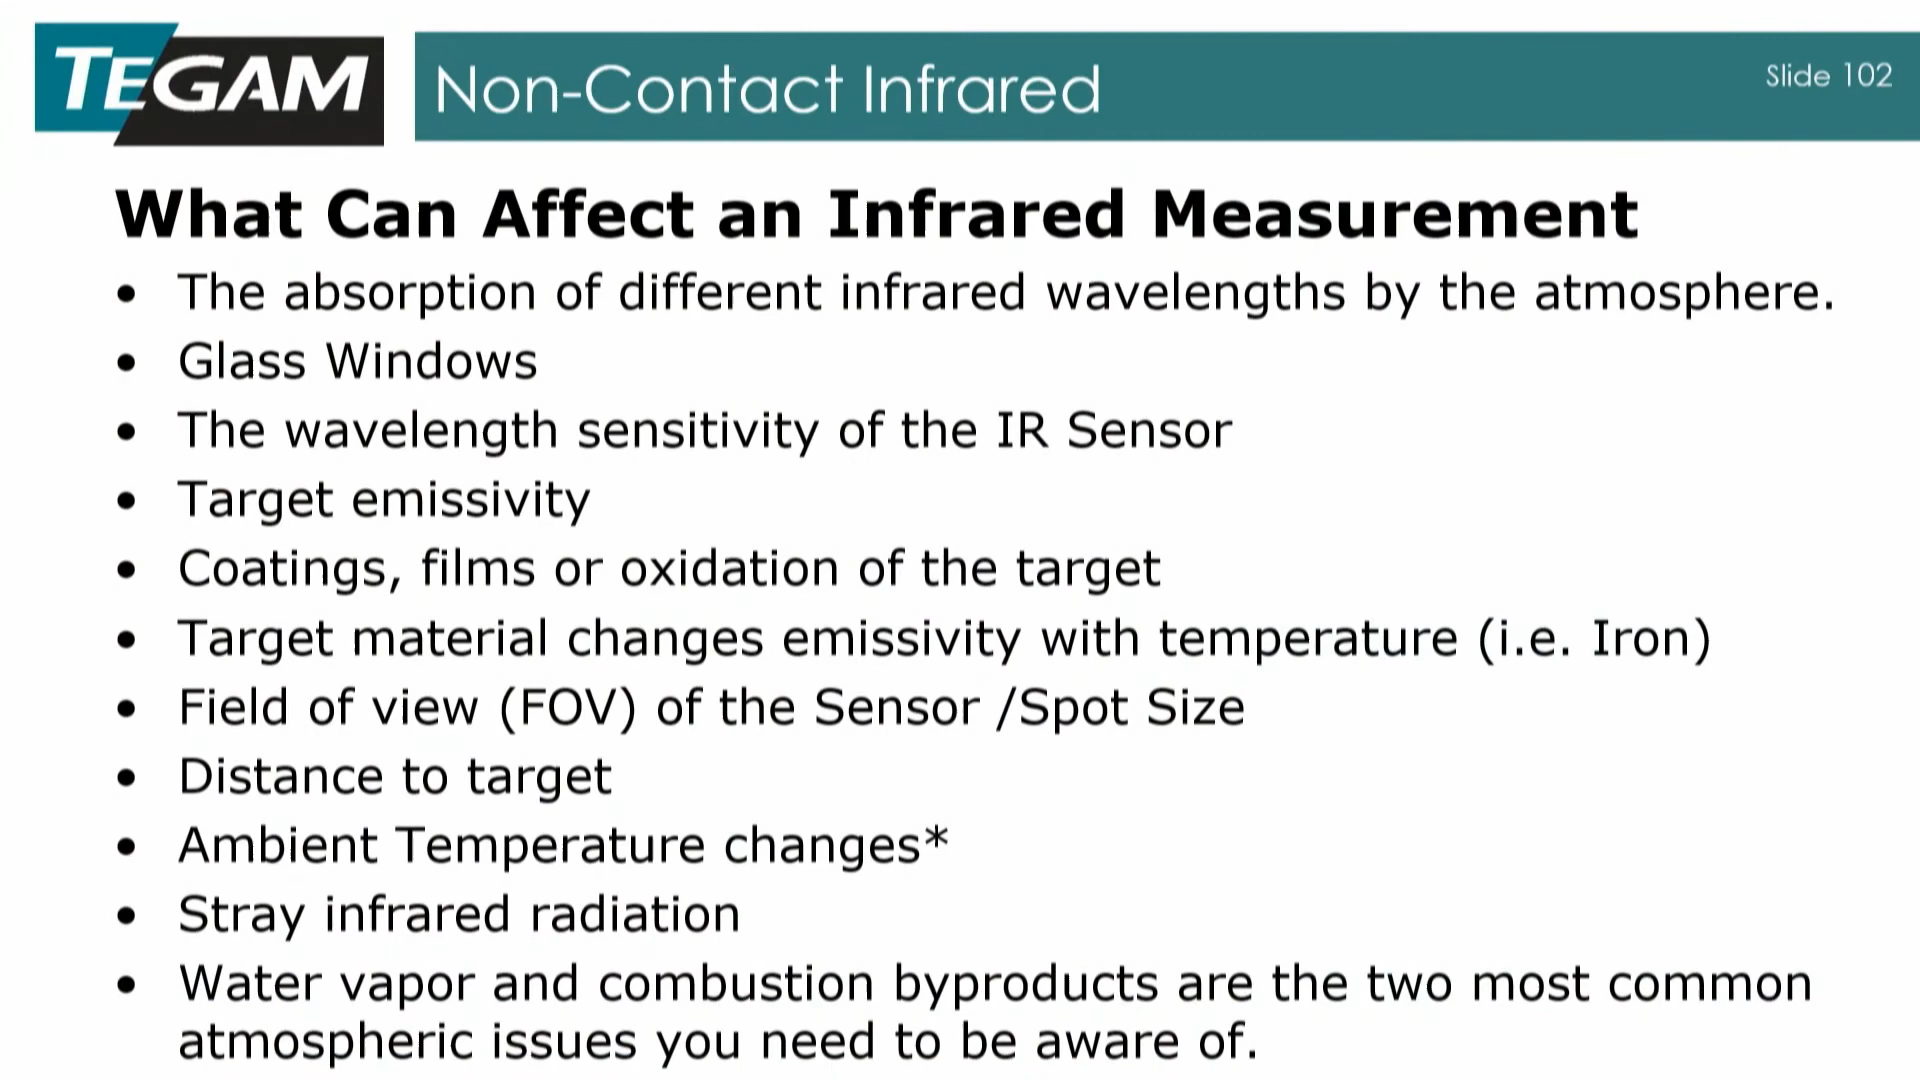 TEGAM
Non-Contact Infrared
Slide 102
What Can Affect an Infrared Measurement
• The absorption of different infrared wavelengths by the atmosphere.
• Glass Windows
• The wavelength sensitivity of the IR Sensor
• Target emissivity
• Coatings, films or oxidation of the target
• Target material changes emissivity with temperature (i.e. Iron)
• Field of view (FOV) of the Sensor /Spot Size
• Distance to target
• Ambient Temperature changes*
• Stray infrared radiation
• Water vapor and combustion byproducts are the two most common
atmospheric issues you need to be aware of.